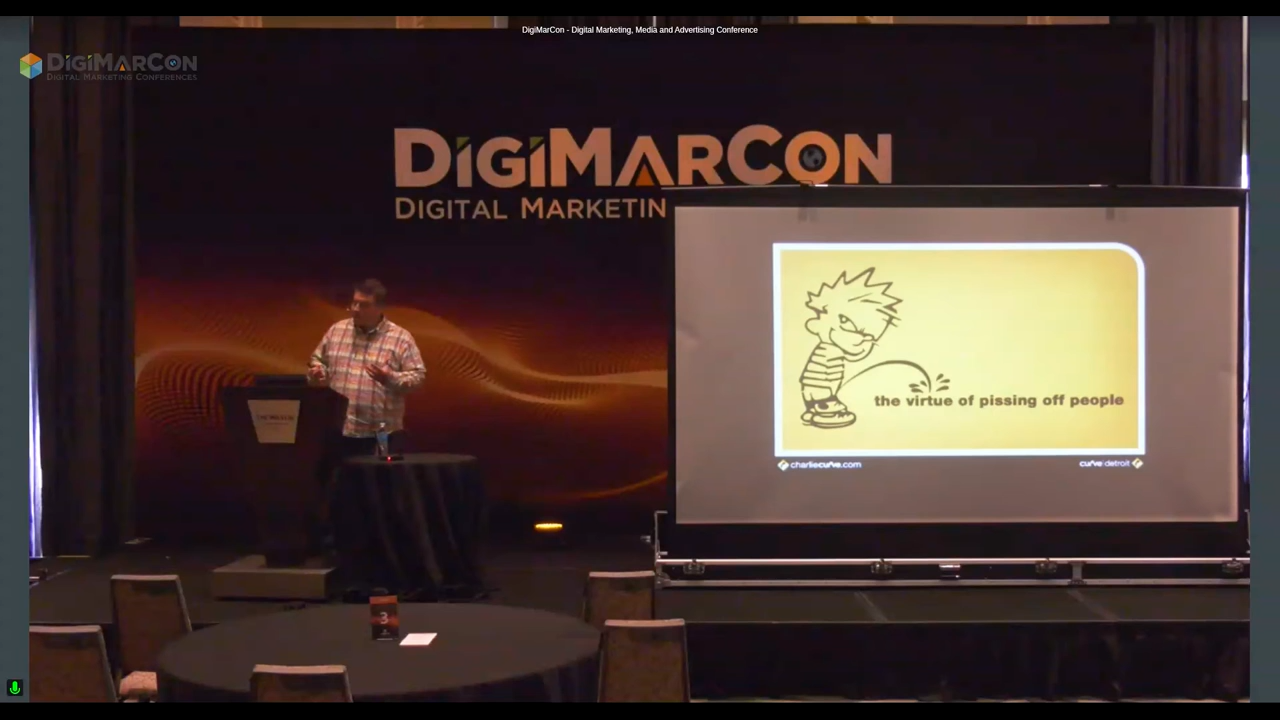 DigiMarCon - Digital Marketing, Media and Advertising Conference
DIGIMARCON
DIGITAL MARKETING CONFERENCES
DIGIMARCON
DIGITAL MARKETIN
the virtue of pissing off people
charliecurve.com
curve detroit
3